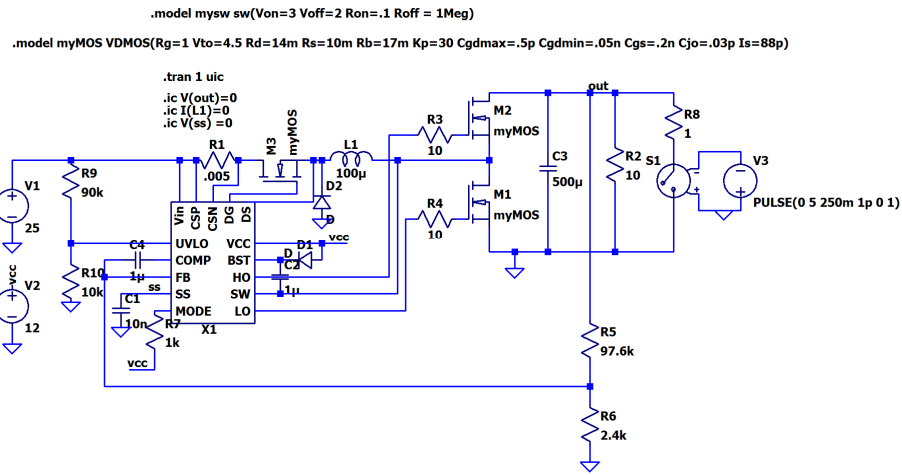 .model mysw sw(Von=3 Voff=2 Ron=.1 Roff = 1Meg)
.model myMOS VDMOS(Rg=1 Vto=4.5 Rd=14m Rs=10m Rb=17m Kp=30 Cgdmax=.5p Cgdmin=.05n Cgs=.2n Cjo=.03p Is=88p)
.tran 1 uic
.ic V(out)=0
.ic I(L1)=0
.ic V(ss) =0
out
M2
myMOS
R3
10
R8
1
M3
myMOS
R1
.005
L1
100µ
C3
500µ
R2
10
S1
V3
PULSE(0 5 250m 1p 0 1)
R9
90k
V1
25
D2
D
M1
myMOS
R4
10
Vin
CSP
CSN
DG
DS
UVLO
COMP
FB
SS
MODE
VCC
BST
HO
SW
LO
X1
vcc
D1
D
C2
1µ
C4
1µ
R10
10k
ss
C1
10n
R7
1k
vcc
vcc
V2
12
R5
97.6k
R6
2.4k